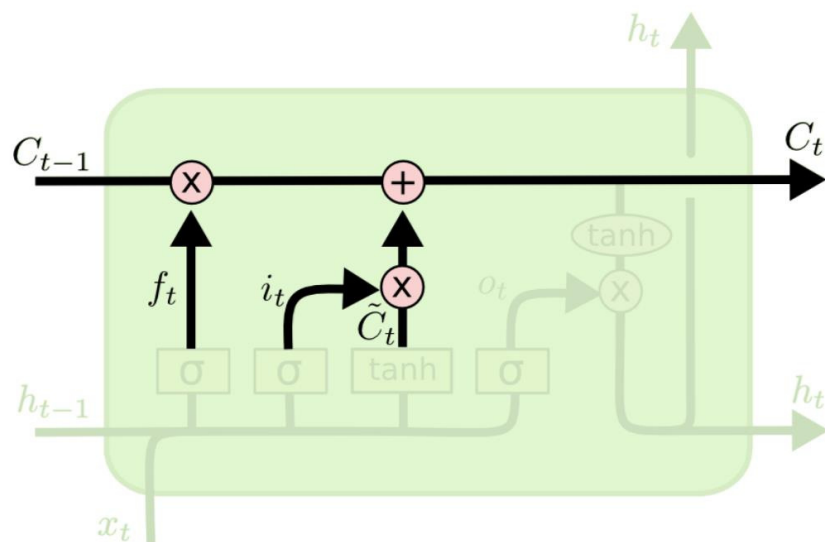 h_t
C_{t-1} × + C_t
tanh
f_t i_t × o_t ×
C̃_t
σ σ tanh σ
h_{t-1} h_t
x_t